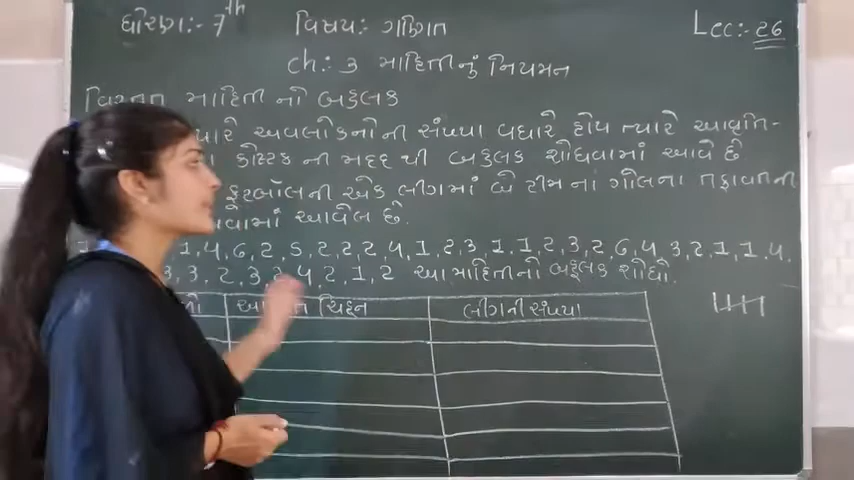 ધોરણ:- 7th વિષય:- ગણિત Lec:- 26
ch:- 3 માહિતીનું નિયમન
માહિતી નો બહુલક
અવલોકનો ની સંખ્યા વધારે હોય ત્યારે આવૃત્તિ-
કોષ્ટક ની મદદ થી બહુલક શોધવામાં આવે છે
ફૂટબૉલની એક લીગમાં બે ટીમ નાં ગોલના તફાવતની
આવેલ છે.
1,4,6,2,5,2,2,2,4,1,2,3,1,1,2,3,2,6,4,3,2,1,1,4.
3,3,2,3,2,4,2,1,2 આ માહિતીનો બહુલક શોધો.
ચિહ્ન લીગની સંખ્યા